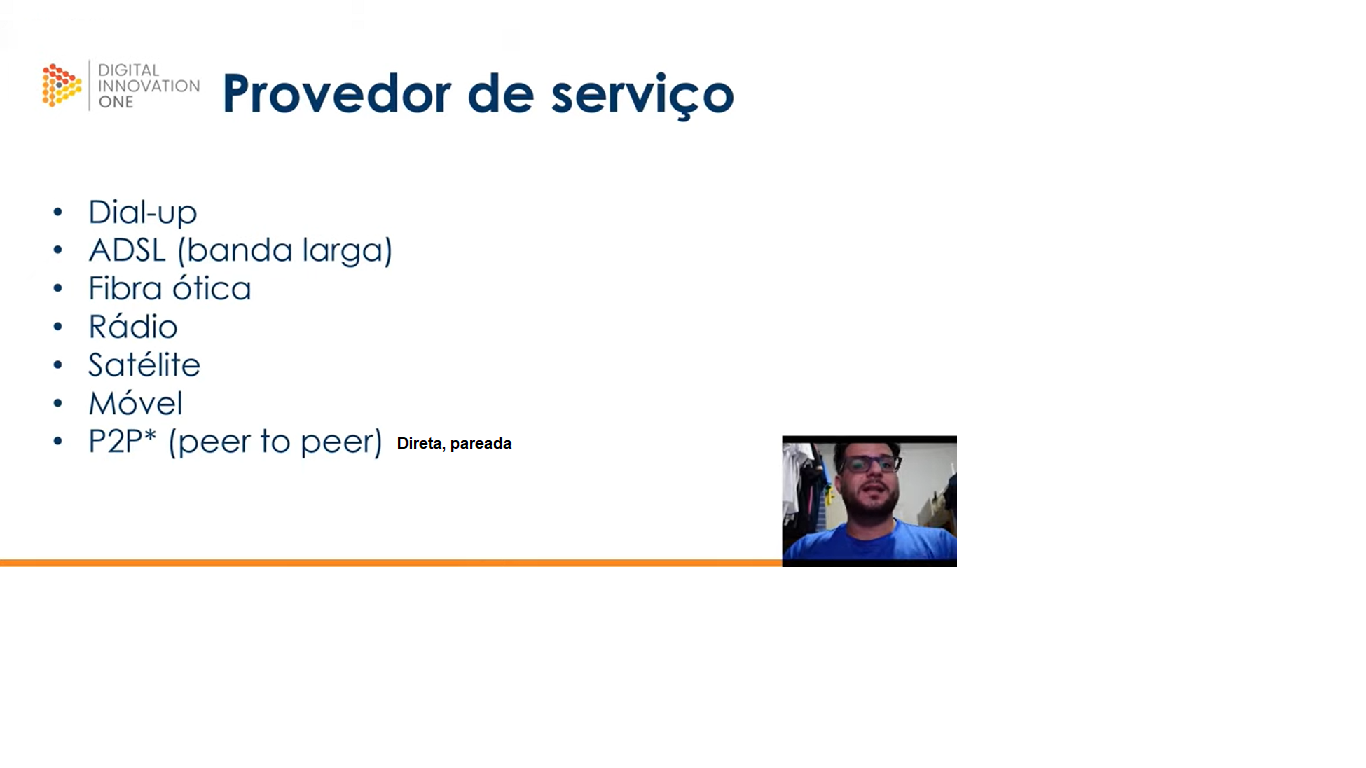 DIGITAL
INNOVATION
ONE
Provedor de serviço
• Dial-up
• ADSL (banda larga)
• Fibra ótica
• Rádio
• Satélite
• Móvel
• P2P* (peer to peer) Direta, pareada